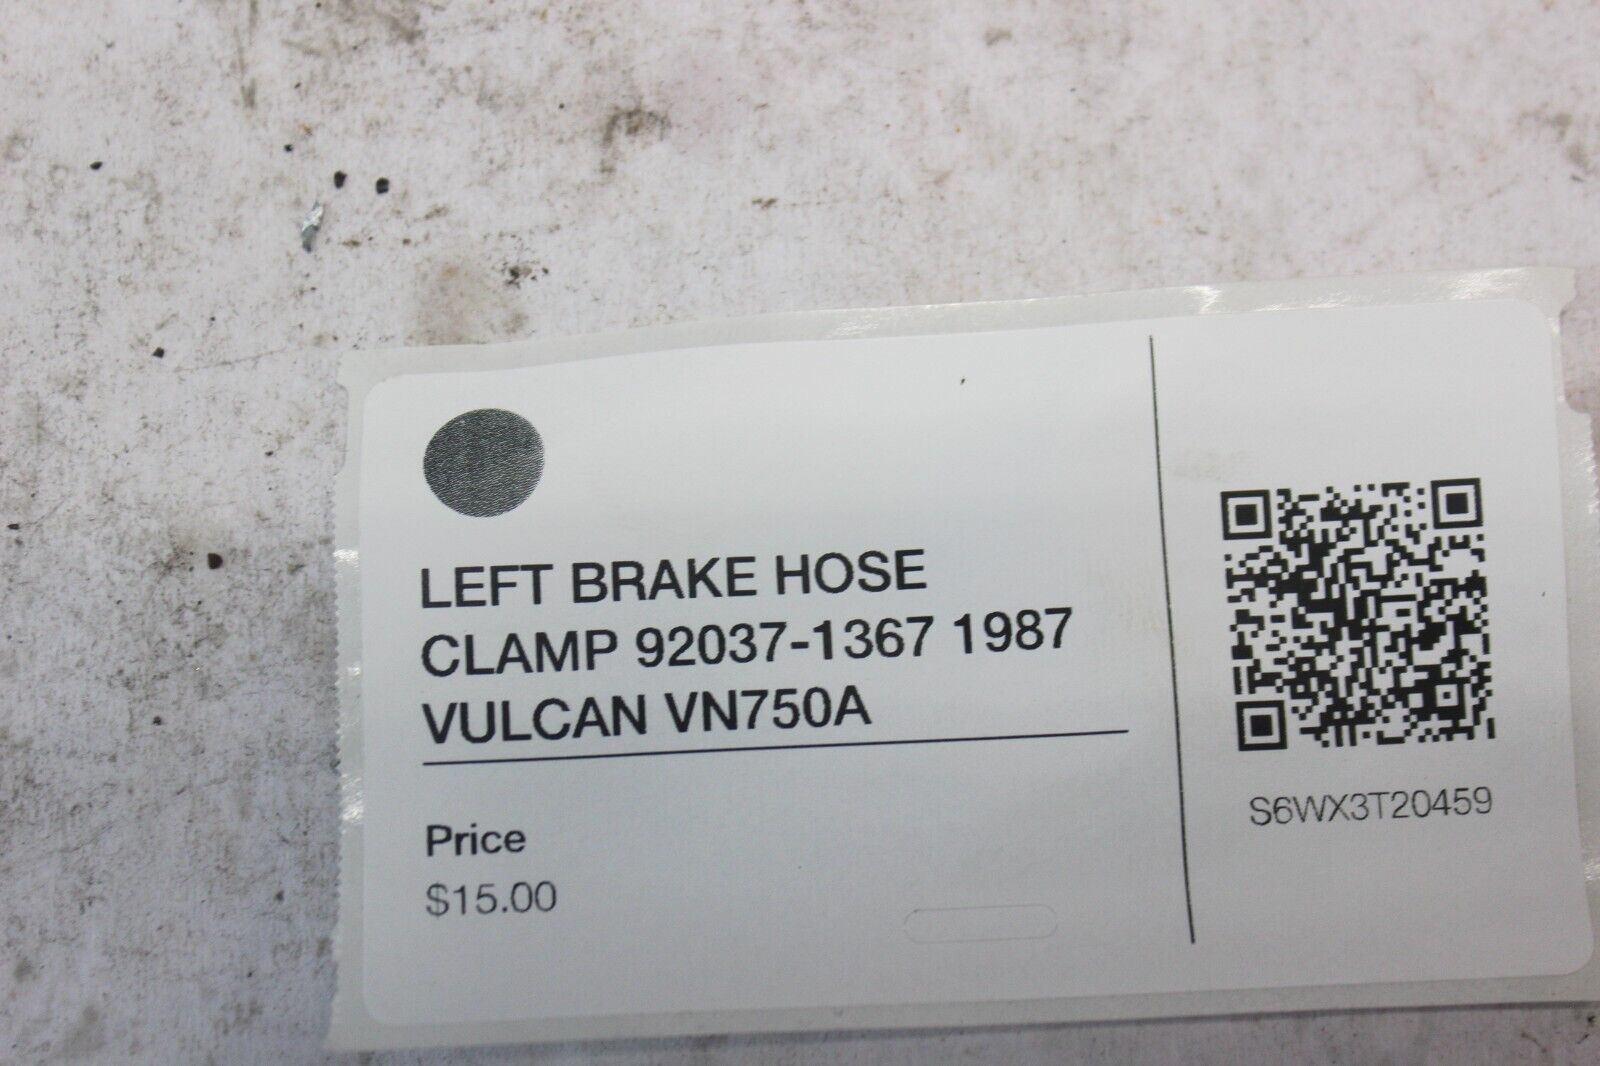 LEFT BRAKE HOSE
CLAMP 92037-1367 1987
VULCAN VN750A
Price
$15.00
S6WX3T20459